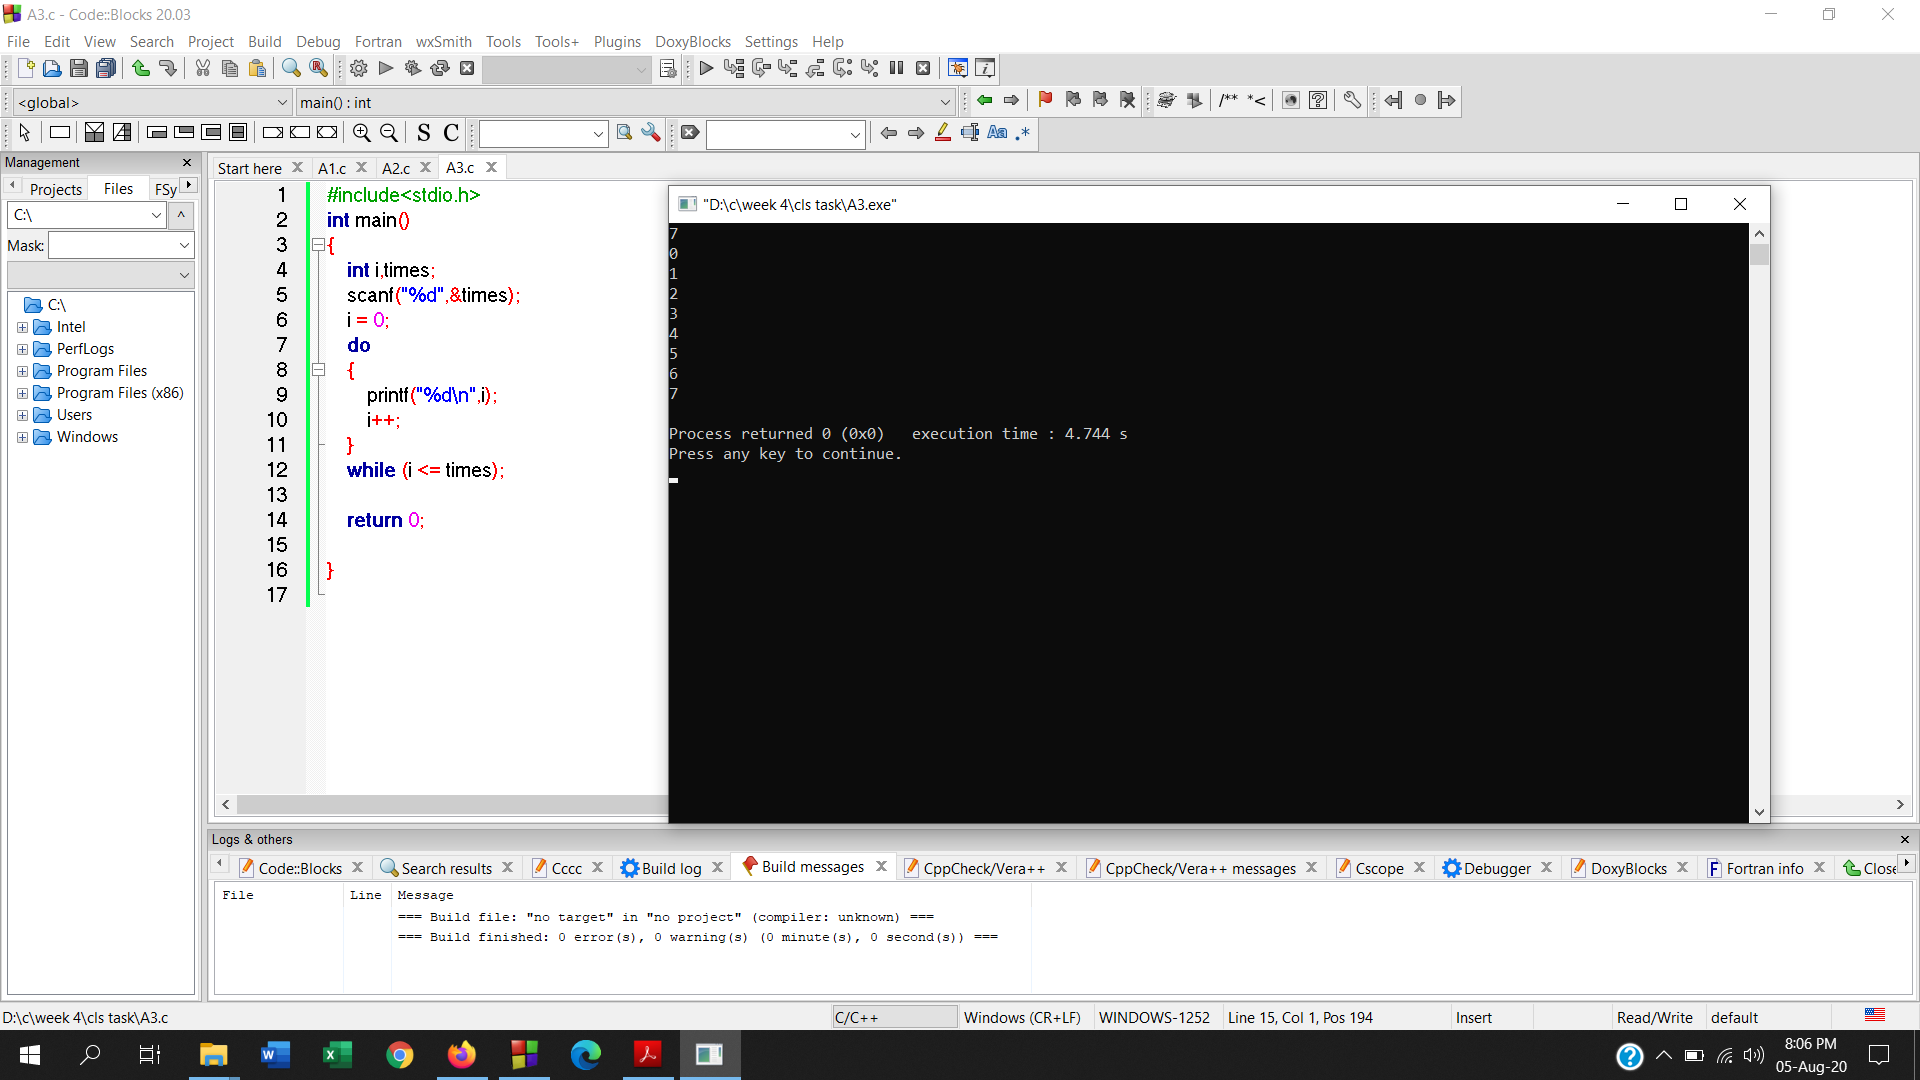 A3.c - Code::Blocks 20.03
File Edit View Search Project Build Debug Fortran wxSmith Tools Tools+ Plugins DoxyBlocks Settings Help
<global> main() : int
/** *<
S C Aa .*
Management
Projects Files FSy
C:\
Mask:
C:\
Intel
PerfLogs
Program Files
Program Files (x86)
Users
Windows
Start here A1.c A2.c A3.c
1 #include<stdio.h>
2 int main()
3 {
4 int i,times;
5 scanf("%d",&times);
6 i = 0;
7 do
8 {
9 printf("%d\n",i);
10 i++;
11 }
12 while (i <= times);
13
14 return 0;
15
16 }
17
"D:\c\week 4\cls task\A3.exe"
7
0
1
2
3
4
5
6
7
Process returned 0 (0x0)   execution time : 4.744 s
Press any key to continue.
Logs & others
Code::Blocks Search results Cccc Build log Build messages CppCheck/Vera++ CppCheck/Vera++ messages Cscope Debugger DoxyBlocks Fortran info Close
File Line Message
=== Build file: "no target" in "no project" (compiler: unknown) ===
=== Build finished: 0 error(s), 0 warning(s) (0 minute(s), 0 second(s)) ===
D:\c\week 4\cls task\A3.c C/C++ Windows (CR+LF) WINDOWS-1252 Line 15, Col 1, Pos 194 Insert Read/Write default
8:06 PM
05-Aug-20